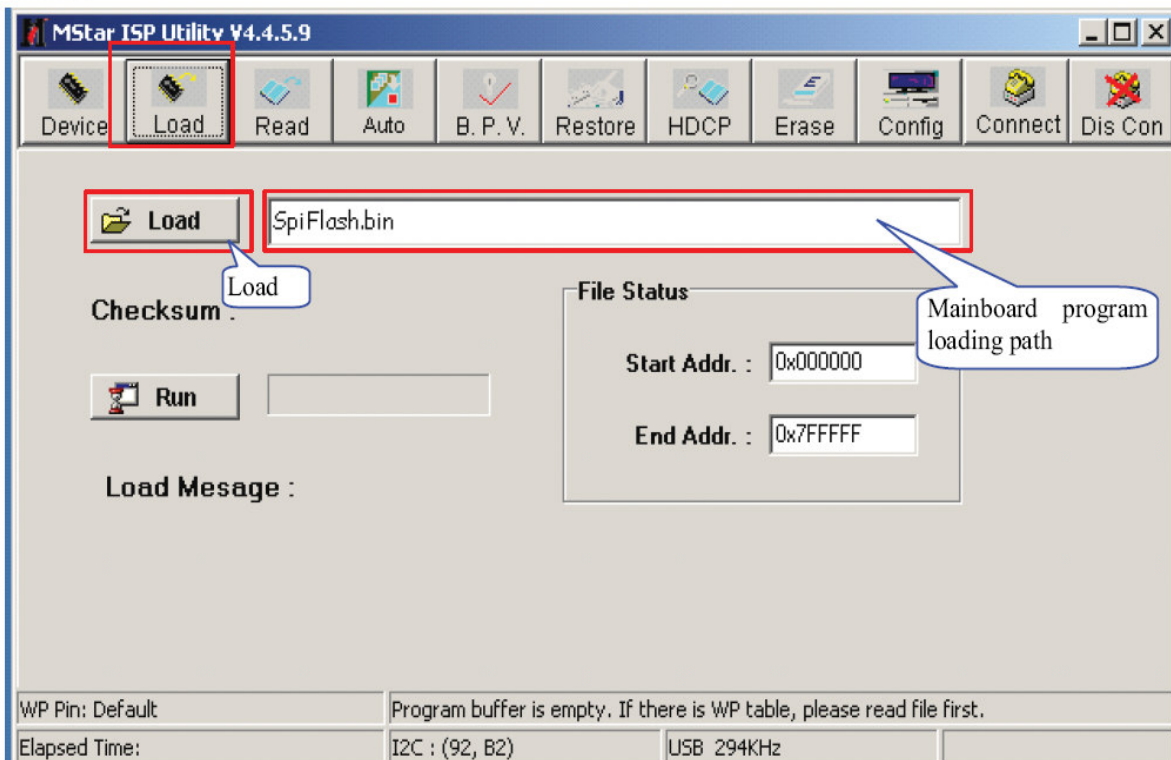 MStar ISP Utility V4.4.5.9
Device Load Read Auto B. P. V. Restore HDCP Erase Config Connect Dis Con
Load SpiFlash.bin
Load
Checksum :
File Status
Mainboard program
loading path
Start Addr. : 0x000000
Run
End Addr. : 0x7FFFFF
Load Mesage :
WP Pin: Default Program buffer is empty. If there is WP table, please read file first.
Elapsed Time: I2C : (92, B2) USB 294KHz